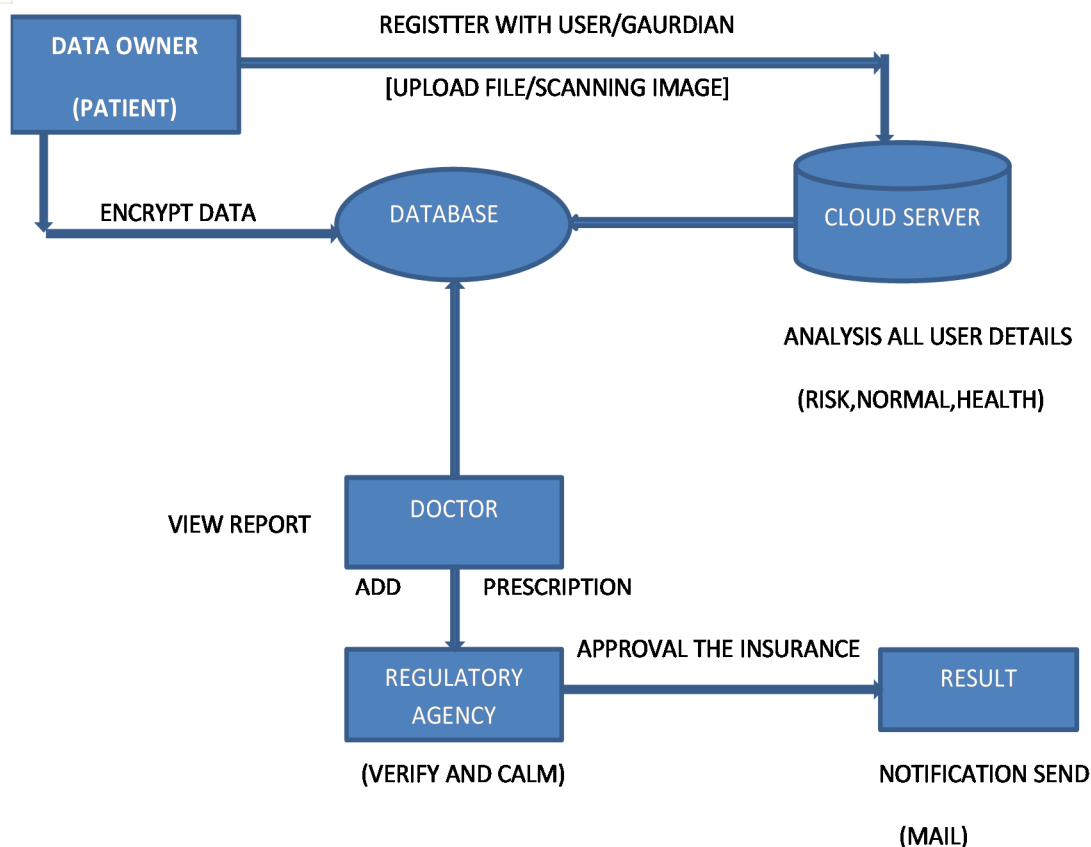 REGISTTER WITH USER/GAURDIAN
DATA OWNER
(PATIENT)
[UPLOAD FILE/SCANNING IMAGE]
ENCRYPT DATA
DATABASE
CLOUD SERVER
ANALYSIS ALL USER DETAILS
(RISK,NORMAL,HEALTH)
DOCTOR
VIEW REPORT
ADD PRESCRIPTION
APPROVAL THE INSURANCE
REGULATORY
AGENCY
RESULT
(VERIFY AND CALM)
NOTIFICATION SEND
(MAIL)